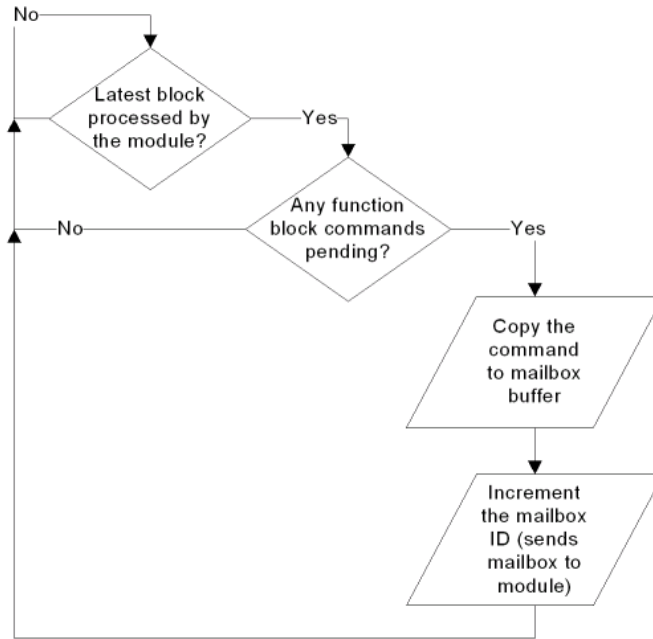 No
Latest block
processed by
the module?
Yes
Any function
block commands
pending?
No
Yes
Copy the
command
to mailbox
buffer
Increment
the mailbox
ID (sends
mailbox to
module)